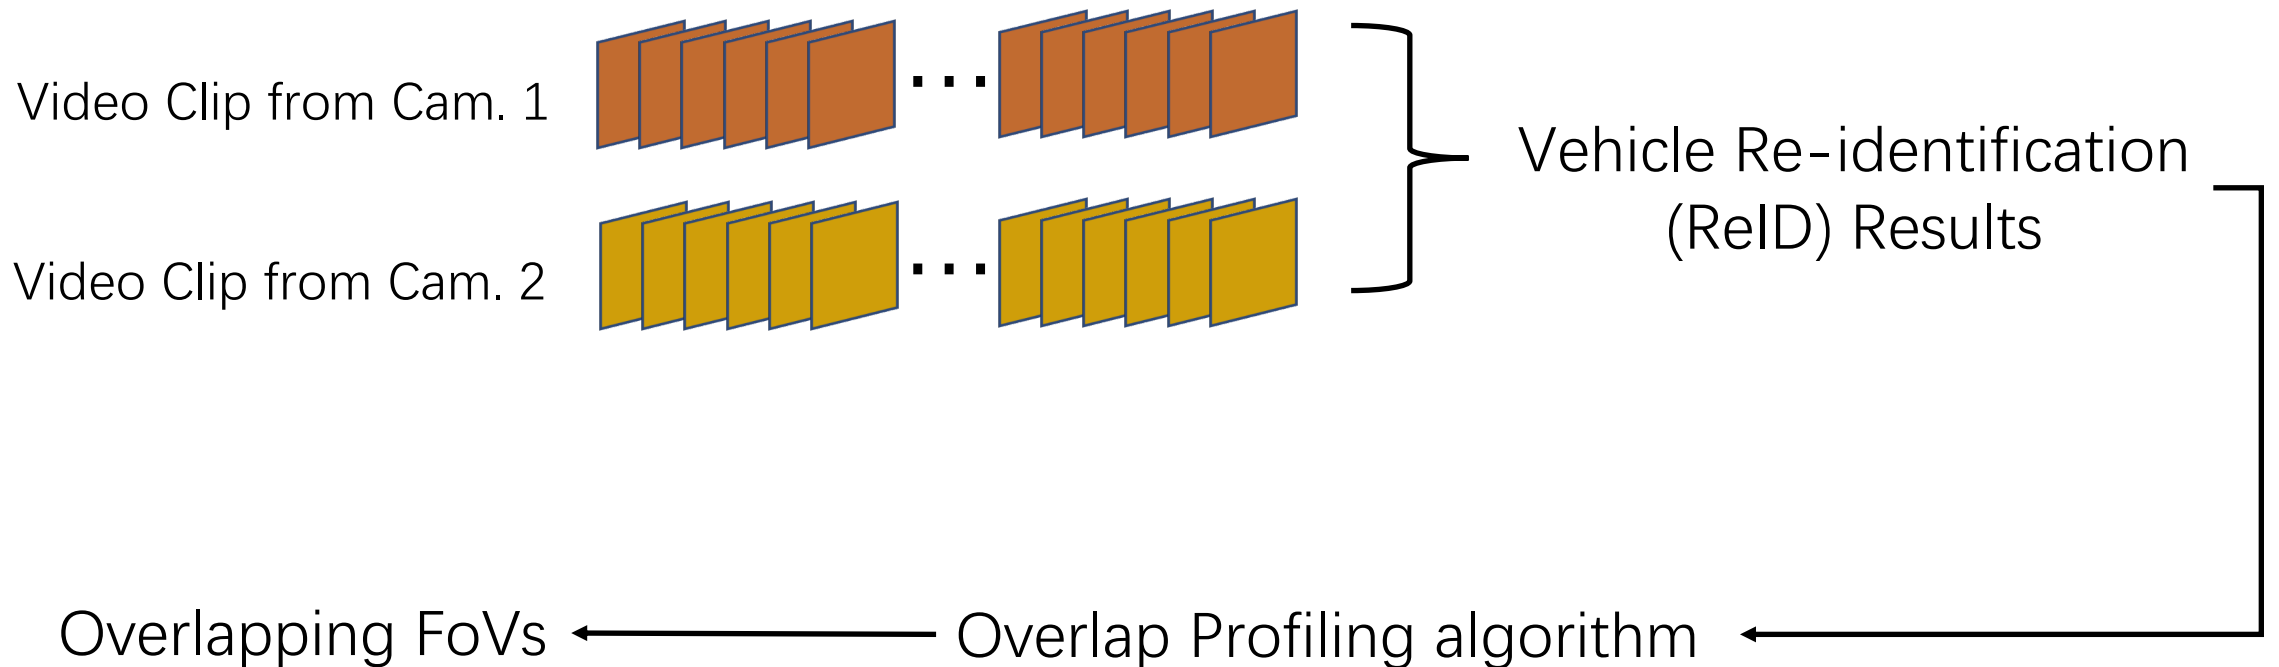 Video Clip from Cam. 1
Video Clip from Cam. 2
Vehicle Re-identification
(ReID) Results
Overlapping FoVs
Overlap Profiling algorithm